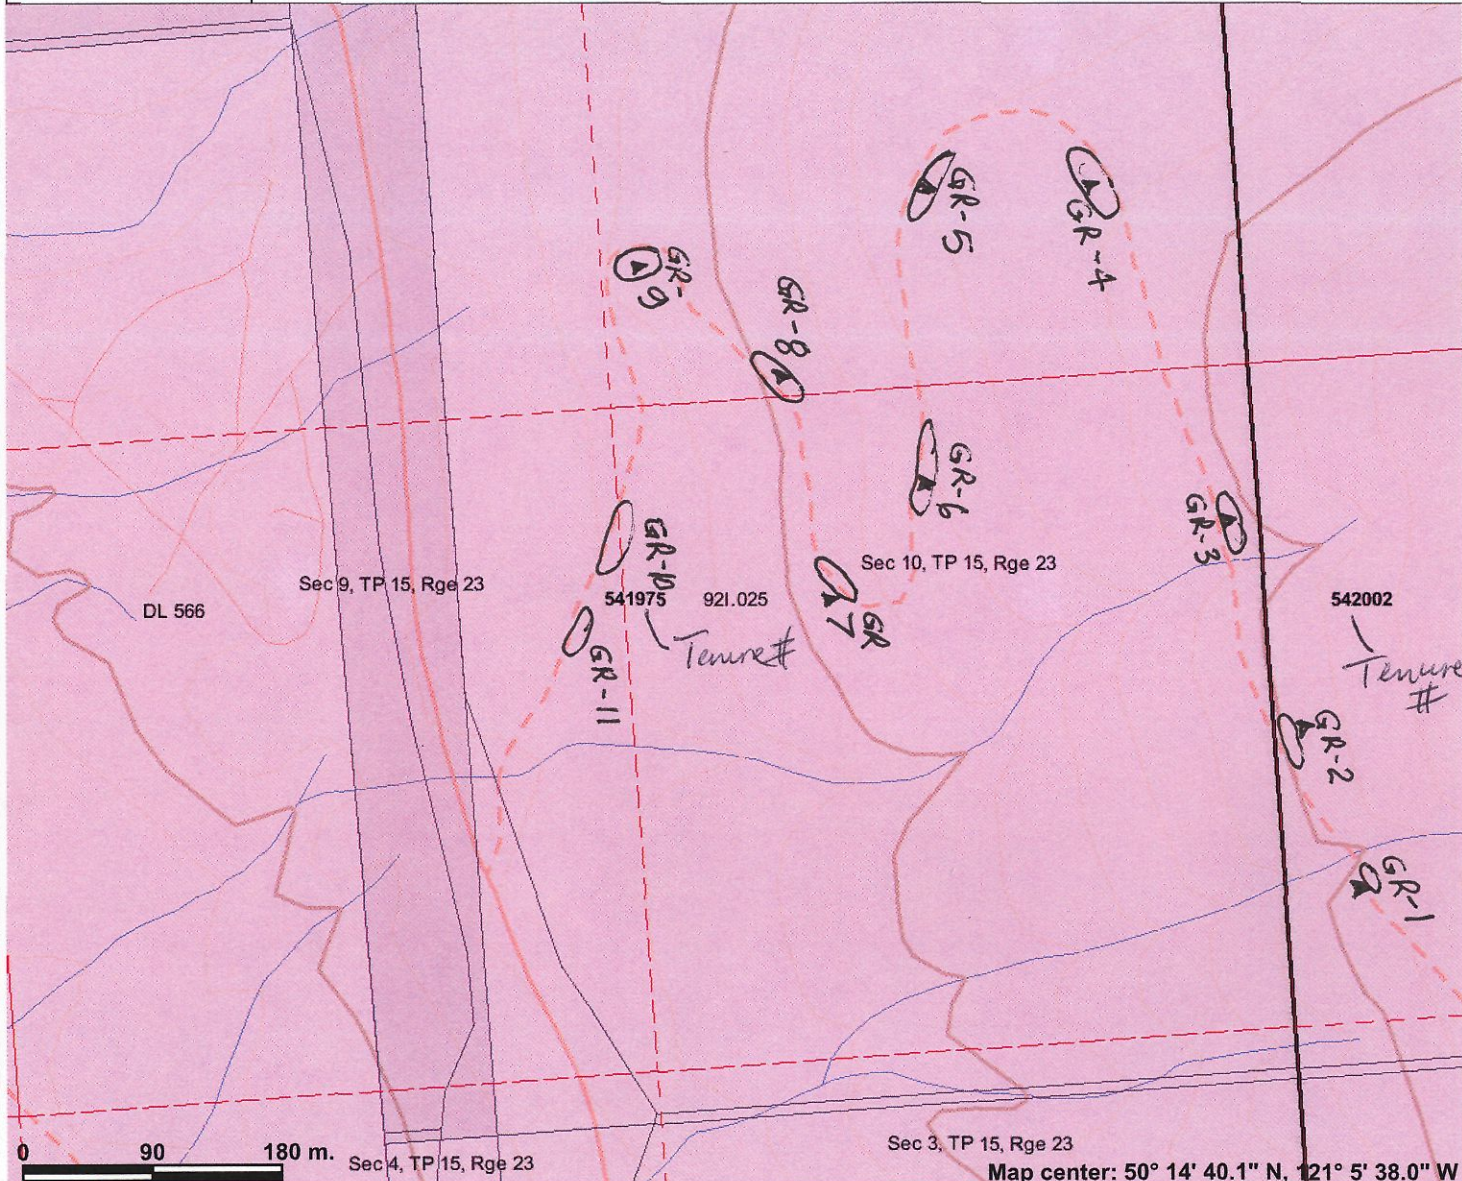 GR-5
GR-4
GR-
9
GR-8
GR-6
GR-3
Sec 10, TP 15, Rge 23
Sec 9, TP 15, Rge 23
GR-10
541975
92I.025
542002
DL 566
GR
7
Tenure#
Tenure
#
GR-11
GR-2
GR-1
0 90 180 m.
Sec 4, TP 15, Rge 23
Sec 3, TP 15, Rge 23
Map center: 50° 14' 40.1" N, 121° 5' 38.0" W